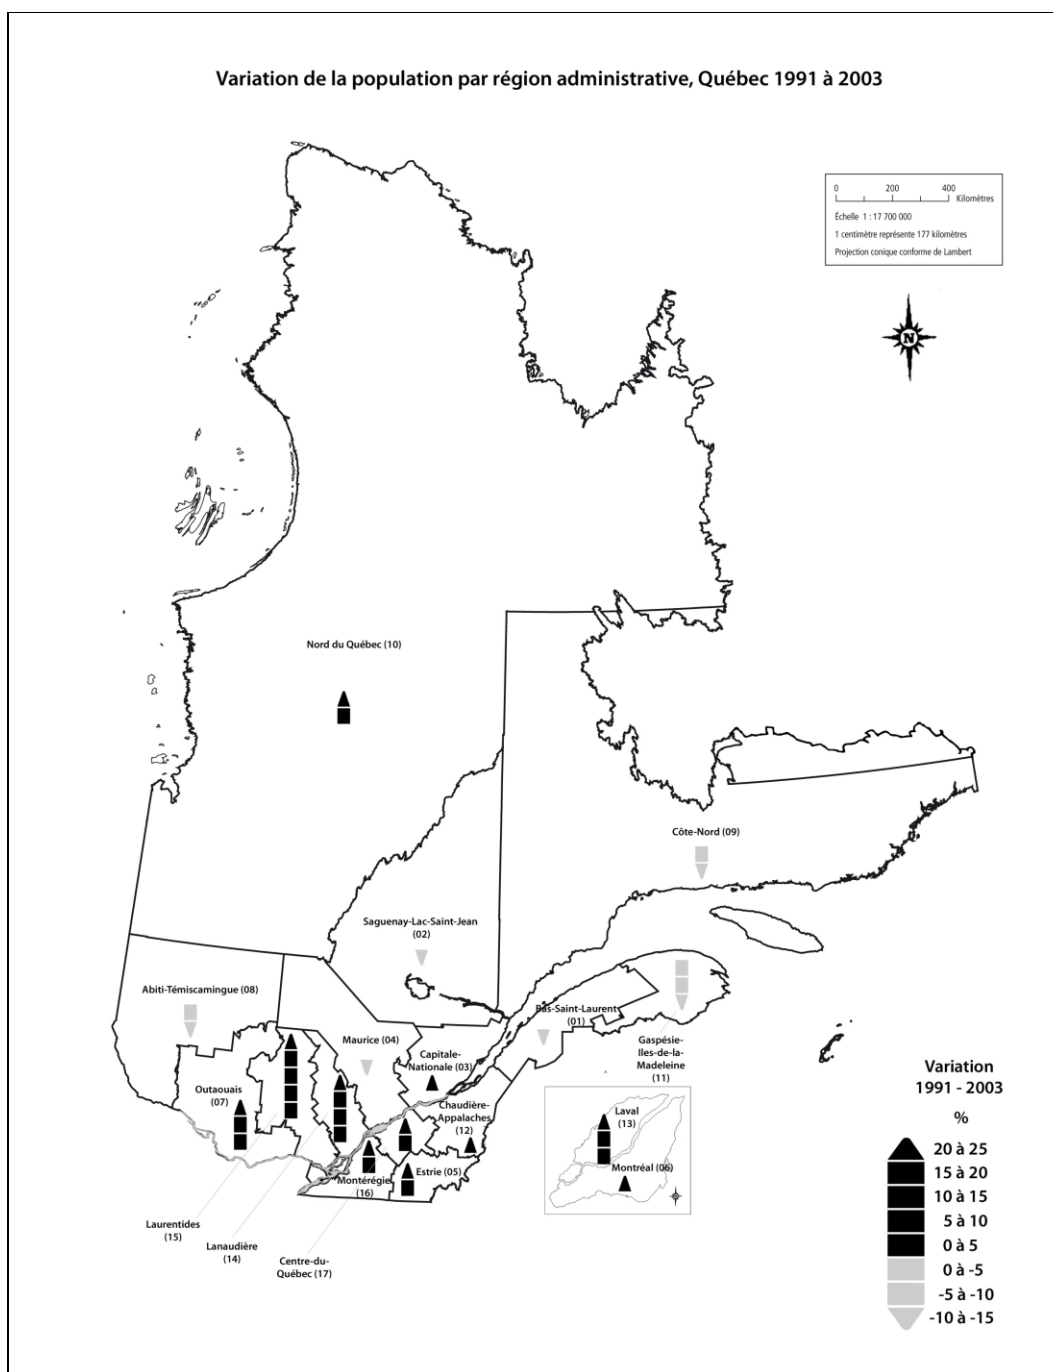 Variation de la population par région administrative, Québec 1991 à 2003
0 200 400
Kilomètres
Échelle 1 : 17 700 000
1 centimètre représente 177 kilomètres
Projection conique conforme de Lambert
N
Nord du Québec (10)
Côte-Nord (09)
Saguenay-Lac-Saint-Jean
(02)
Abiti-Témiscamingue (08)
Bas-Saint-Laurent
(01)
Maurice (04)
Capitale-
Nationale (03)
Gaspésie-
Iles-de-la-
Madeleine
(11)
Outaouais
(07)
Chaudière-
Appalaches
(12)
Laval
(13)
Montréal (06)
Estrie (05)
Montérégie
(16)
Laurentides
(15)
Lanaudière
(14)
Centre-du-
Québec (17)
Variation
1991 - 2003
%
20 à 25
15 à 20
10 à 15
5 à 10
0 à 5
0 à -5
-5 à -10
-10 à -15